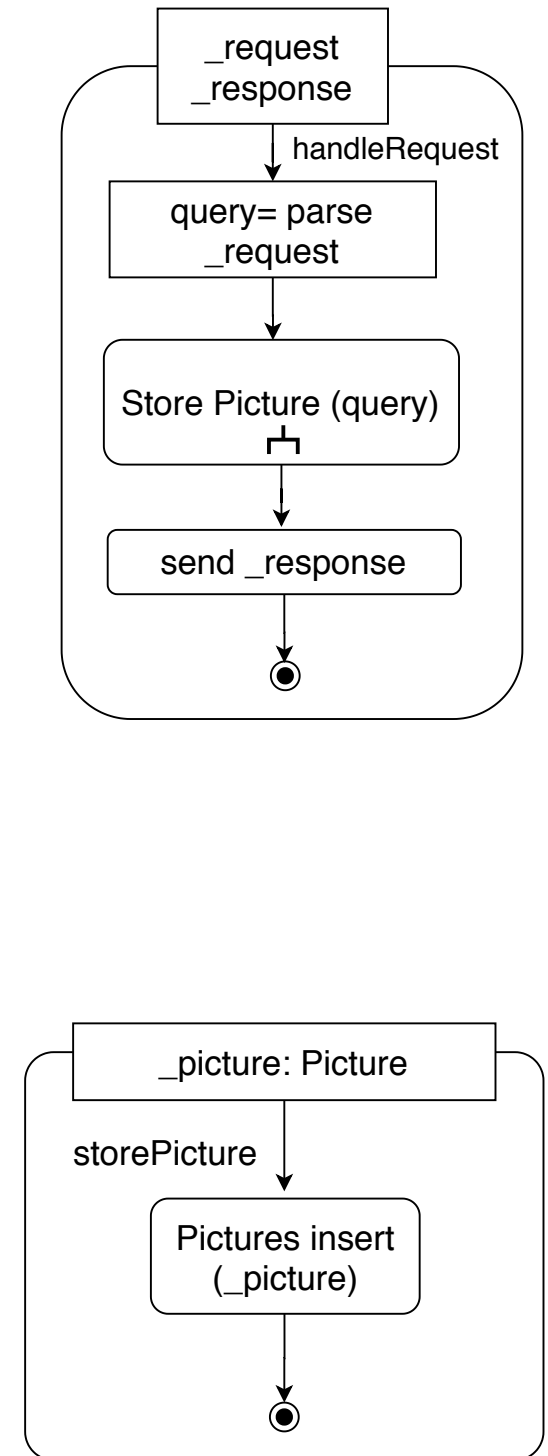 _request
_response
handleRequest
query= parse
_request
Store Picture (query)
send _response
_picture: Picture
storePicture
Pictures insert
(_picture)